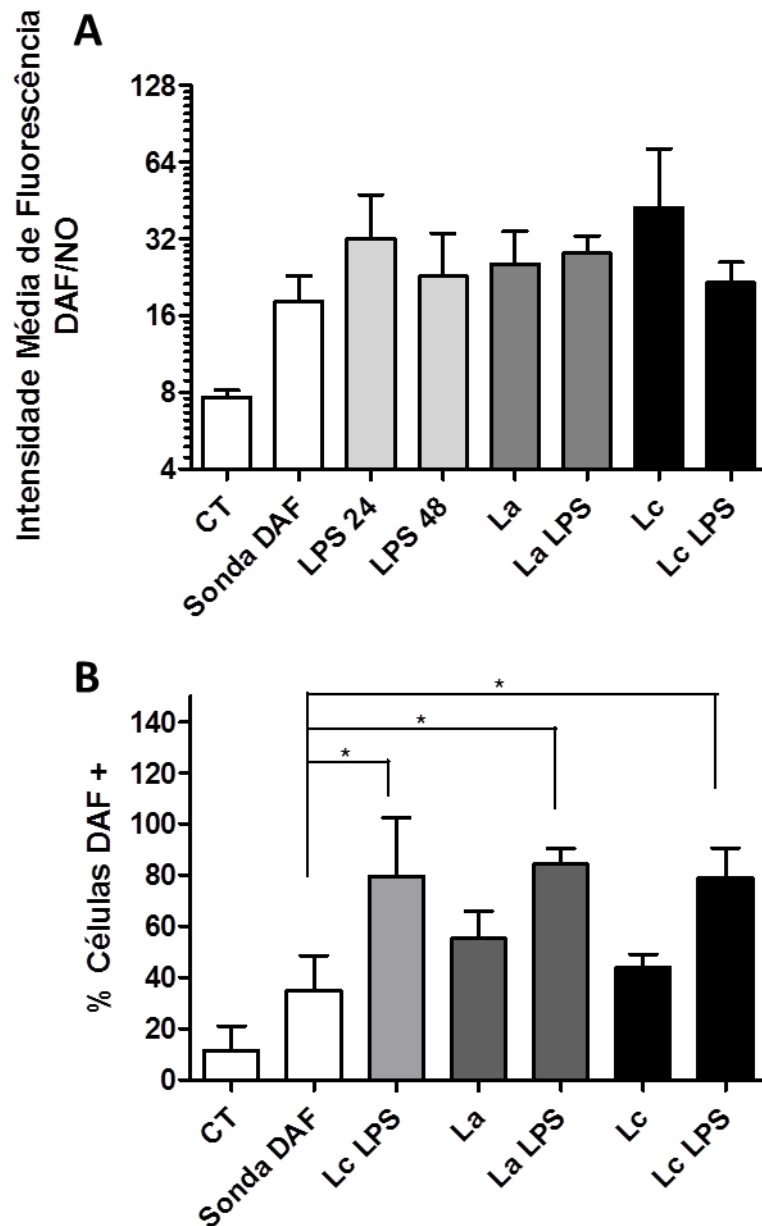 A
Intensidade Média de Fluorescência
DAF/NO
128
64
32
16
8
4
CT
Sonda DAF
LPS 24
LPS 48
La
La LPS
Lc
Lc LPS
B
% Células DAF +
140
120
100
80
60
40
20
0
*
*
*
CT
Sonda DAF
Lc LPS
La
La LPS
Lc
Lc LPS